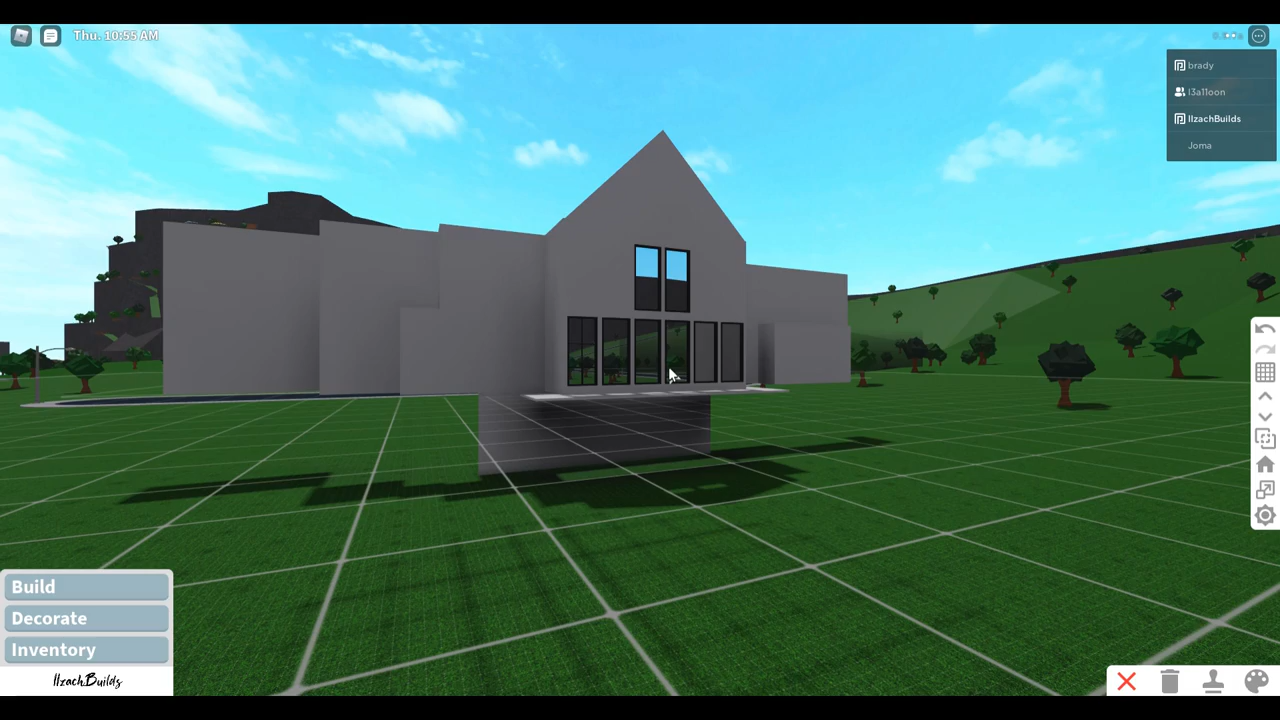 Thu. 10:55 AM
brady
l3a11oon
IlzachBuilds
Joma
Build
Decorate
Inventory
IlzachBuilds